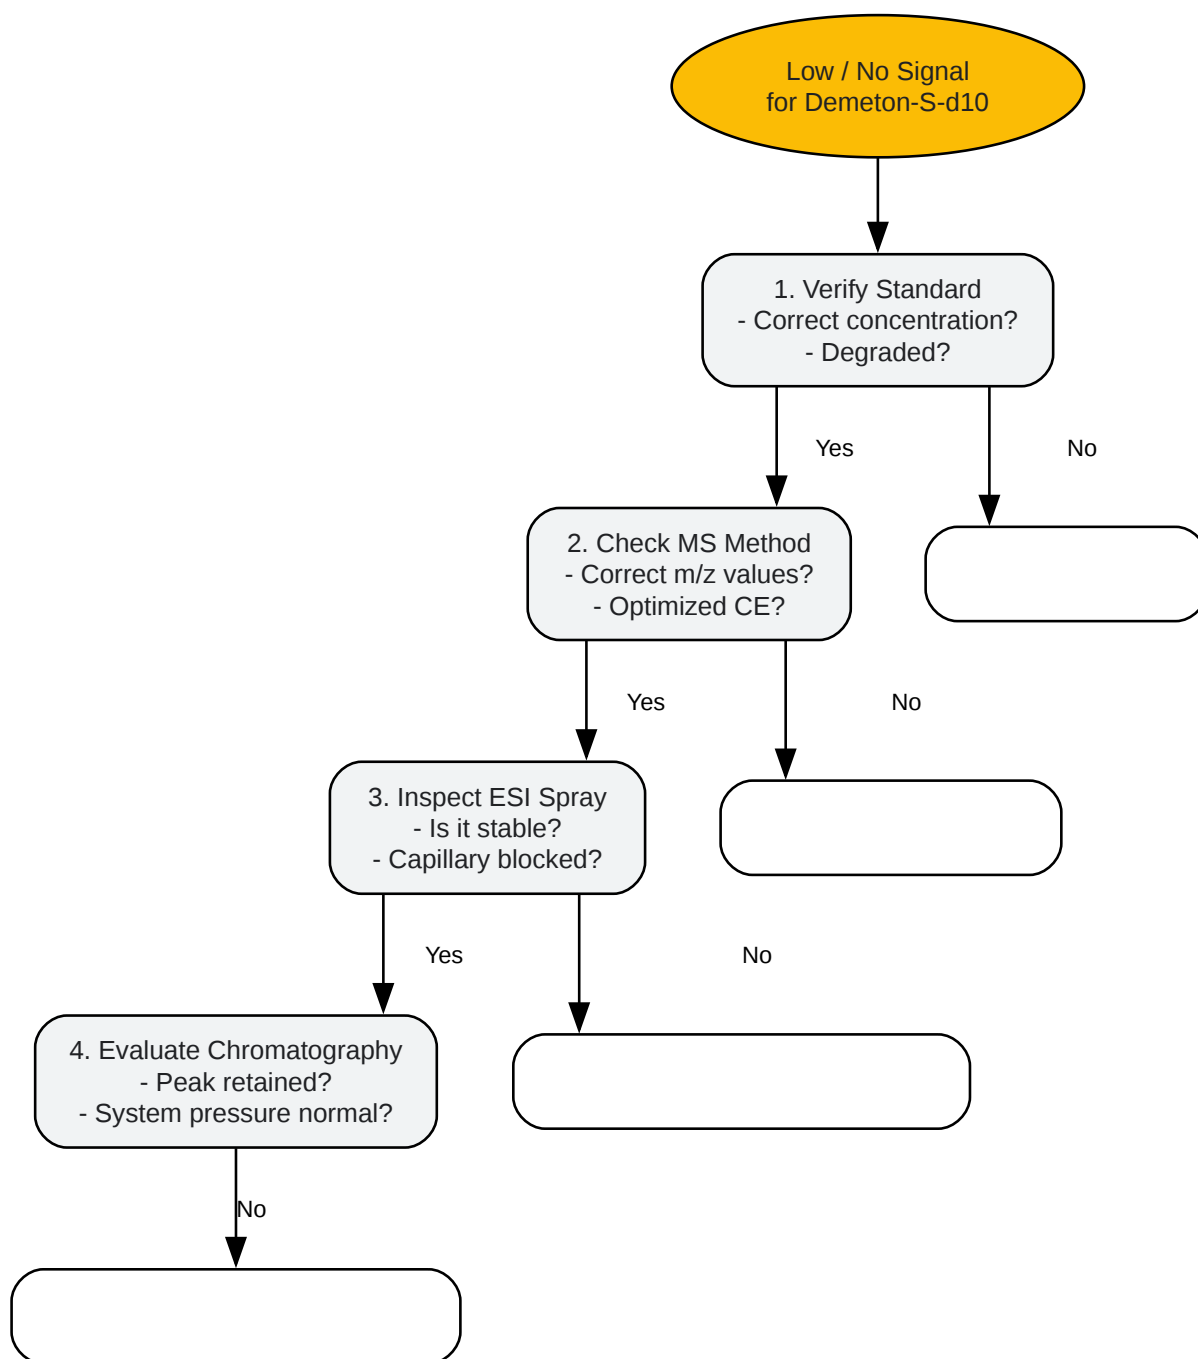 Low / No Signal
for Demeton-S-d10
1. Verify Standard
- Correct concentration?
- Degraded?
Yes
No
2. Check MS Method
- Correct m/z values?
- Optimized CE?
Yes
No
3. Inspect ESI Spray
- Is it stable?
- Capillary blocked?
Yes
No
4. Evaluate Chromatography
- Peak retained?
- System pressure normal?
No